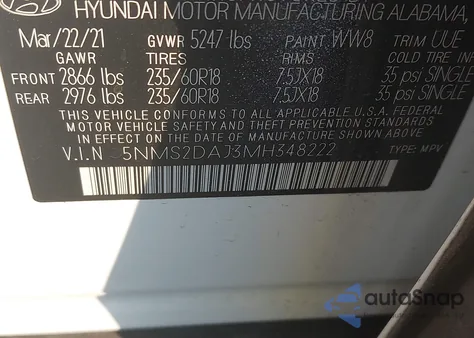 HYUNDAI MOTOR MANUFACTURING ALABAMA,
Mar/22/21 GVWR 5247 lbs PAINT WW8 TRIM UUE
GAWR TIRES RIMS COLD TIRE INF
FRONT 2866 lbs 235/60R18 7.5JX18 35 psi SINGLE
REAR 2976 lbs 235/60R18 7.5JX18 35 psi SINGLE
THIS VEHICLE CONFORMS TO ALL APPLICABLE U.S.A. FEDERAL
MOTOR VEHICLE SAFETY, BUMPER, AND THEFT PREVENTION
STANDARDS IN EFFECT ON THE DATE OF MANUFACTURE SHOWN ABOVE.
V.I.N 5NMS2DAJ3MH348222 TYPE: MPV
autoSnap